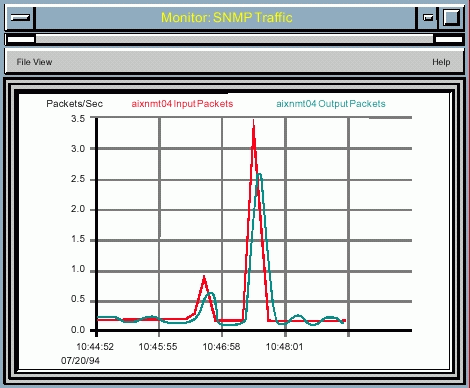 Monitor: SNMP Traffic
File View Help
Packets/Sec aixnmt04 Input Packets aixnmt04 Output Packets
3.5
3.0
2.5
2.0
1.5
1.0
0.5
0.0
10:44:52 10:45:55 10:46:58 10:48:01
07/20/94